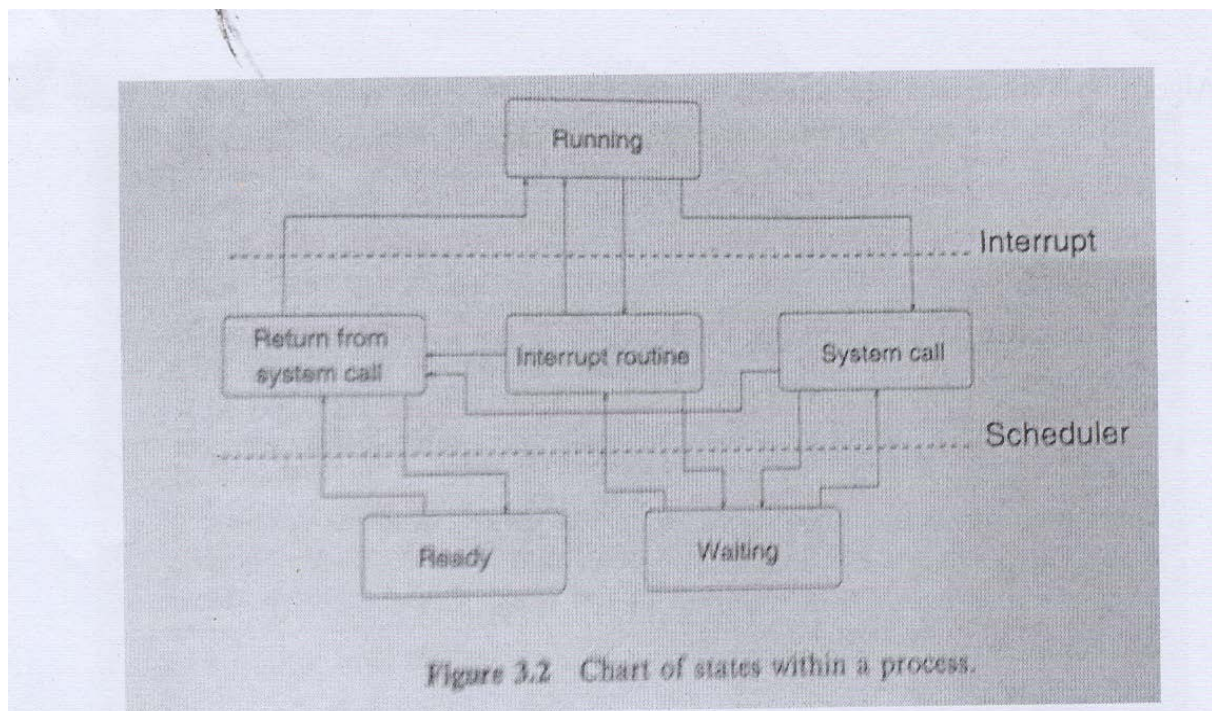 Running
Interrupt
Return from
system call
Interrupt routine
System call
Scheduler
Ready
Waiting
Figure 3.2 Chart of states within a process.